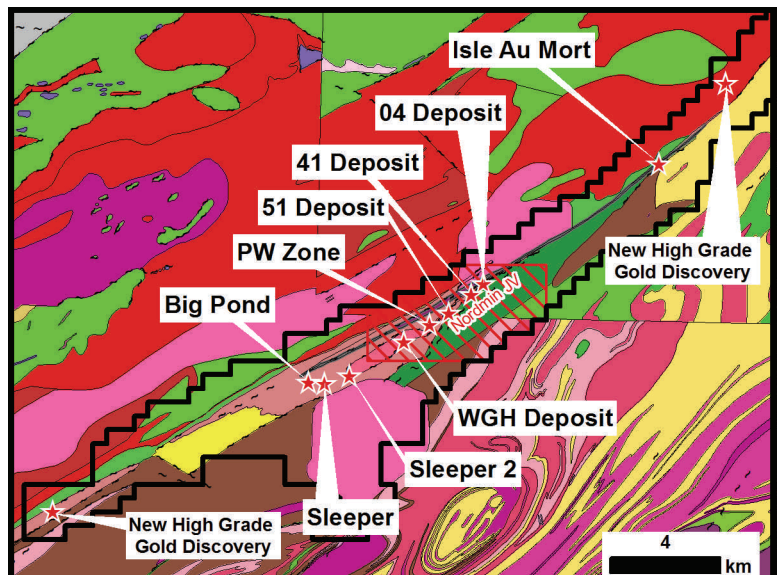 Isle Au Mort
04 Deposit
41 Deposit
51 Deposit
PW Zone
Big Pond
New High Grade
Gold Discovery
Nordmin JV
WGH Deposit
Sleeper 2
Sleeper
New High Grade
Gold Discovery
4
km